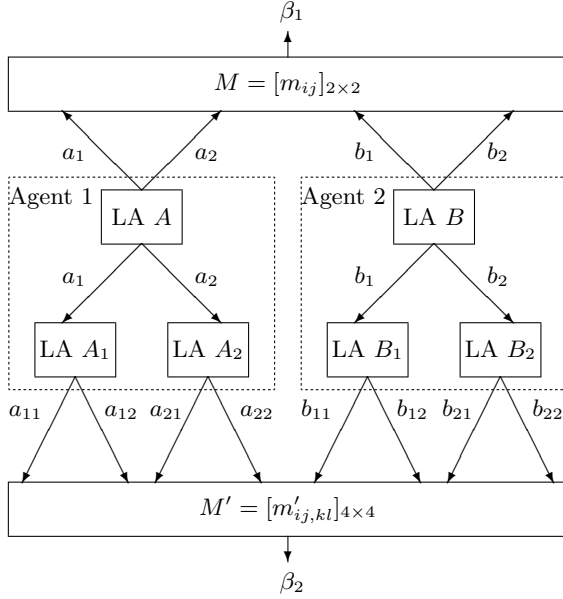 β₁
M = [mᵢⱼ]₂×₂
a₁ a₂ b₁ b₂
Agent 1 Agent 2
LA A LA B
a₁ a₂ b₁ b₂
LA A₁ LA A₂ LA B₁ LA B₂
a₁₁ a₁₂ a₂₁ a₂₂ b₁₁ b₁₂ b₂₁ b₂₂
M′ = [m′ᵢⱼ,ₖₗ]₄×₄
β₂